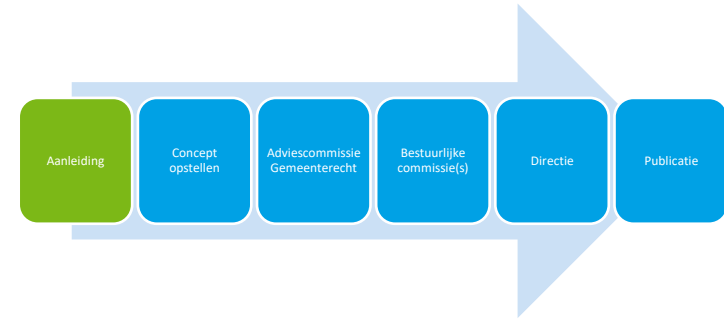 Aanleiding
Concept
opstellen
Adviescommissie
Gemeenterecht
Bestuurlijke
commissie(s)
Directie
Publicatie